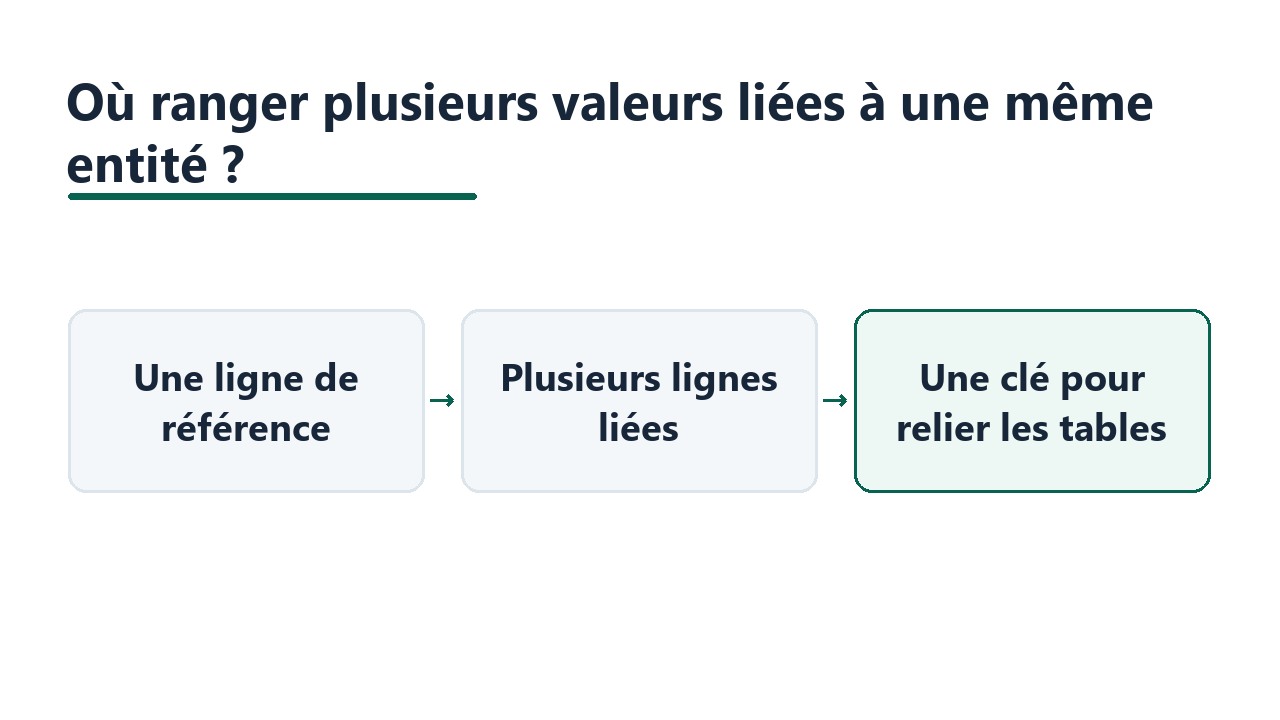 Où ranger plusieurs valeurs liées à une même
entité ?
Une ligne de
référence
→
Plusieurs lignes
liées
→
Une clé pour
relier les tables